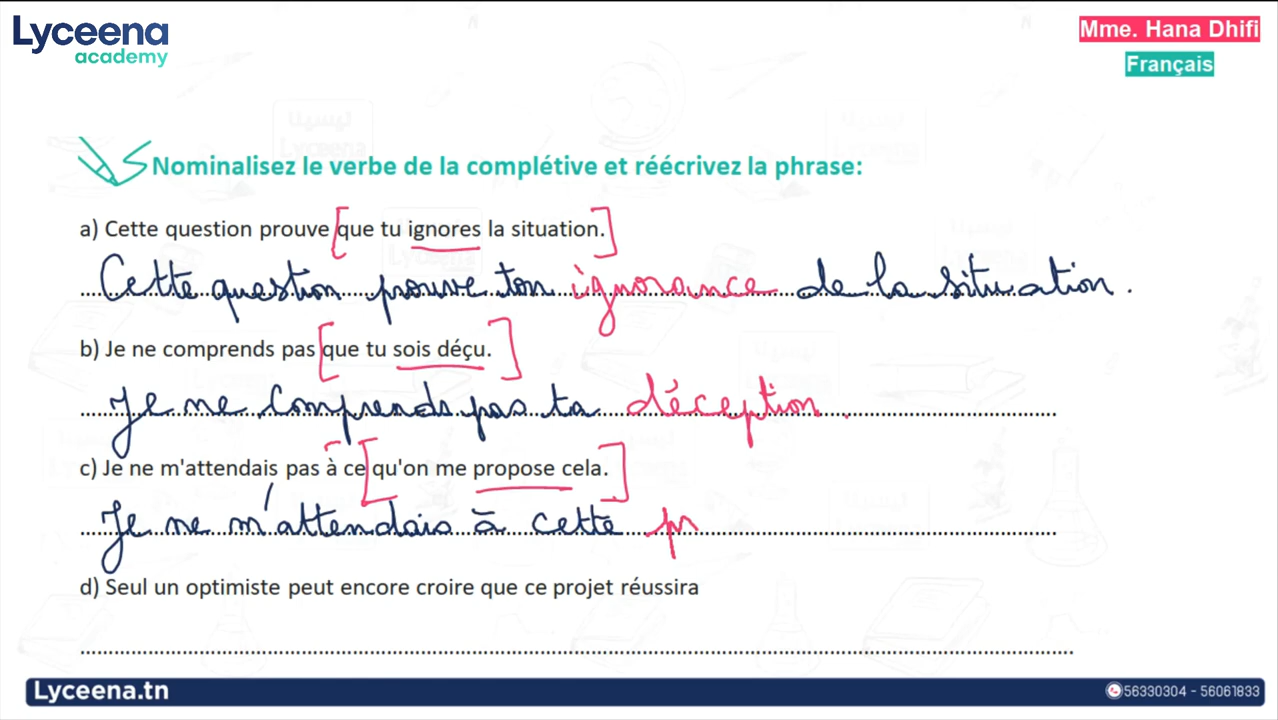 Lyceena
academy
Mme. Hana Dhifi
Français
Nominalisez le verbe de la complétive et réécrivez la phrase:
a) Cette question prouve que tu ignores la situation.
Cette question prouve ton ignorance de la situation.
b) Je ne comprends pas que tu sois déçu.
Je ne comprends pas ta déception.
c) Je ne m'attendais pas à ce qu'on me propose cela.
Je ne m'attendais à cette pr
d) Seul un optimiste peut encore croire que ce projet réussira
Lyceena.tn
56330304 - 56061833